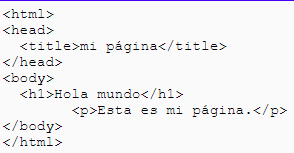 <html>
<head>
  <title>mi página</title>
</head>
<body>
  <h1>Hola mundo</h1>
        <p>Esta es mi página.</p>
</body>
</html>